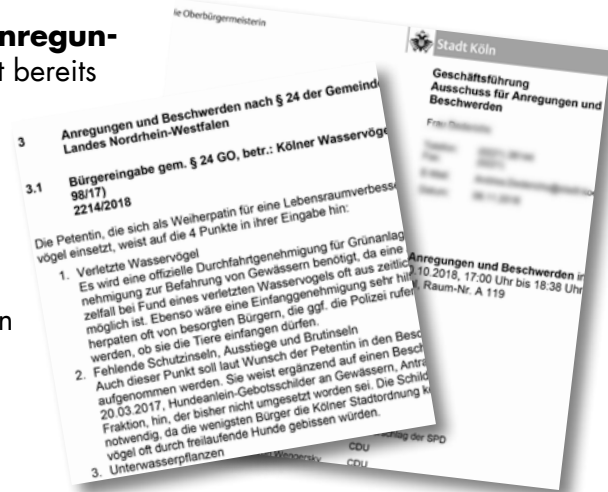 nregun-
t bereits
n
ie Oberbürgermeisterin
Stadt Köln
Geschäftsführung
Ausschuss für Anregungen und
Beschwerden
Frau
Anregungen und Beschwerden
10.2018, 17:00 Uhr bis 18:38 Uhr
Raum-Nr. A 119
der SPD
CDU
CDU
3 Anregungen und Beschwerden nach § 24 der Gemeinde
Landes Nordrhein-Westfalen
3.1 Bürgereingabe gem. § 24 GO, betr.: Kölner Wasservöge
98/17)
2214/2018
Die Petentin, die sich als Weiherpatin für eine Lebensraumverbess
vögel einsetzt, weist auf die 4 Punkte in ihrer Eingabe hin:
1. Verletzte Wasservögel
Es wird eine offizielle Durchfahrtgenehmigung für Grünanlag
nehmigung zur Befahrung von Gewässern benötigt, da eine
zelfall bei Fund eines verletzten Wasservogels oft aus zeitlic
möglich ist. Ebenso wäre eine Einfanggenehmigung sehr hil
herpaten oft von besorgten Bürgern, die ggf. die Polizei rufe
werden, ob sie die Tiere einfangen dürfen.
2. Fehlende Schutzinseln, Ausstiege und Brutinseln
Auch dieser Punkt soll laut Wunsch der Petentin in den Besc
aufgenommen werden. Sie weist ergänzend auf einen Besch
20.03.2017, Hundeanlein-Gebotsschilder an Gewässern, Antra
Fraktion, hin, der bisher nicht umgesetzt worden sei. Die Schild
notwendig, da die wenigsten Bürger die Kölner Stadtordnung k
vögel oft durch freilaufende Hunde gebissen würden.
3. Unterwasserpflanzen